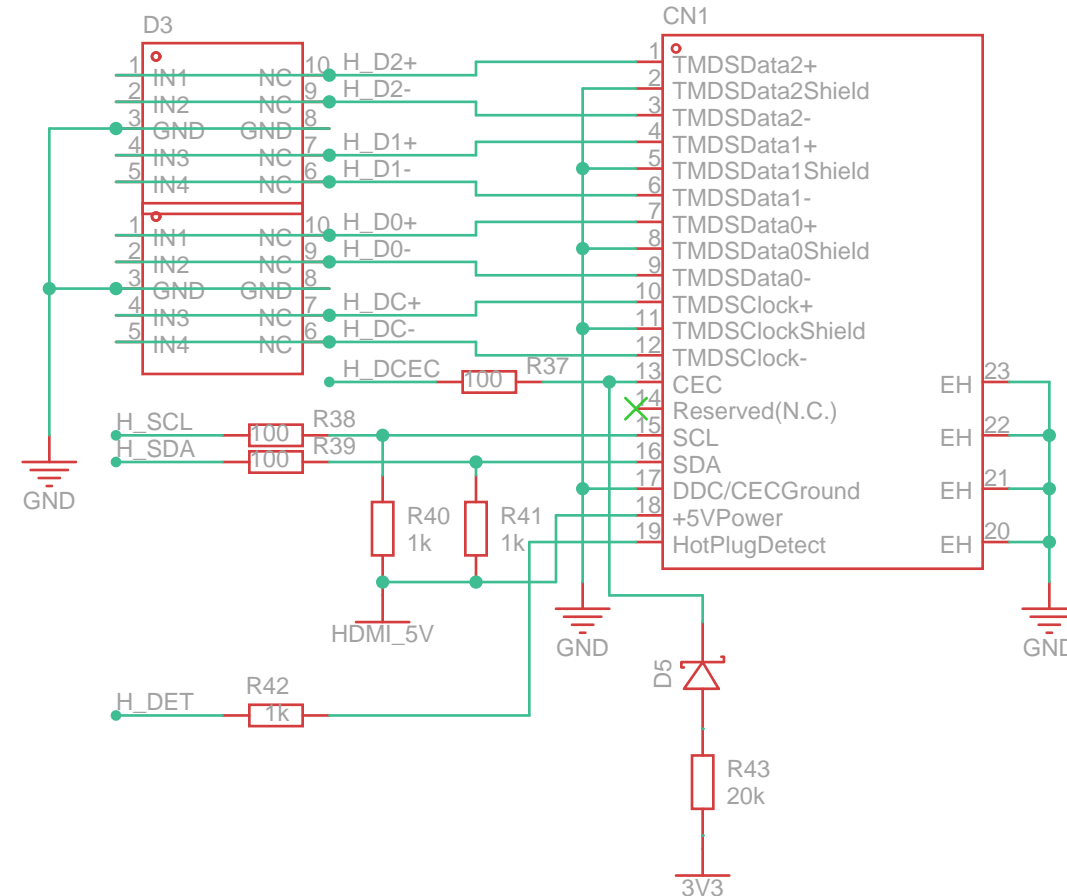 D3
1 IN1 NC 10 H_D2+
2 IN2 NC 9 H_D2-
3 GND GND 8
4 IN3 NC 7 H_D1+
5 IN4 NC 6 H_D1-
1 IN1 NC 10 H_D0+
2 IN2 NC 9 H_D0-
3 GND GND 8
4 IN3 NC 7 H_DC+
5 IN4 NC 6 H_DC-
GND
CN1
1 TMDSData2+
2 TMDSData2Shield
3 TMDSData2-
4 TMDSData1+
5 TMDSData1Shield
6 TMDSData1-
7 TMDSData0+
8 TMDSData0Shield
9 TMDSData0-
10 TMDSClock+
11 TMDSClockShield
12 TMDSClock-
13 CEC
14 Reserved(N.C.)
15 SCL
16 SDA
17 DDC/CECGround
18 +5VPower
19 HotPlugDetect
EH 23
EH 22
EH 21
EH 20
H_DCEC 100 R37
H_SCL 100 R38
H_SDA 100 R39
R40
1k
R41
1k
HDMI_5V
GND
GND
H_DET
R42
1k
D5
R43
20k
3V3